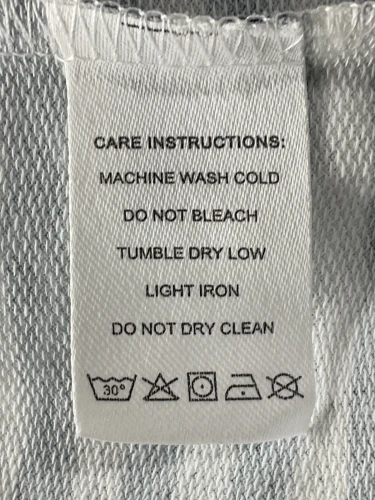 CARE INSTRUCTIONS:
MACHINE WASH COLD
DO NOT BLEACH
TUMBLE DRY LOW
LIGHT IRON
DO NOT DRY CLEAN
30°